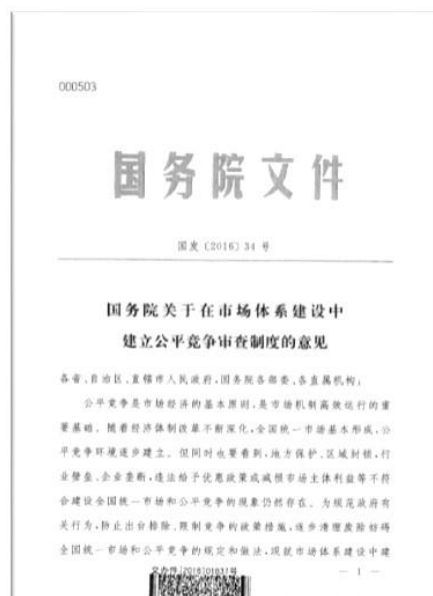 000503
国务院文件
国发〔2016〕34号
国务院关于在市场体系建设中
建立公平竞争审查制度的意见
各省、自治区、直辖市人民政府，国务院各部委、各直属机构：
公平竞争是市场经济的基本原则，是市场机制高效运行的重
要基础。随着经济体制改革不断深化，全国统一市场基本形成，公
平竞争环境逐步建立。但同时也要看到，地方保护、区域封锁，行
业壁垒、企业垄断，违法给予优惠政策或减损市场主体利益等不符
合建设全国统一市场和公平竞争的现象仍然存在。为规范政府有
关行为，防止出台排除、限制竞争的政策措施，逐步清理废除妨碍
全国统一市场和公平竞争的规定和做法，现就市场体系建设中建
文办件[2016]01837号
— 1 —